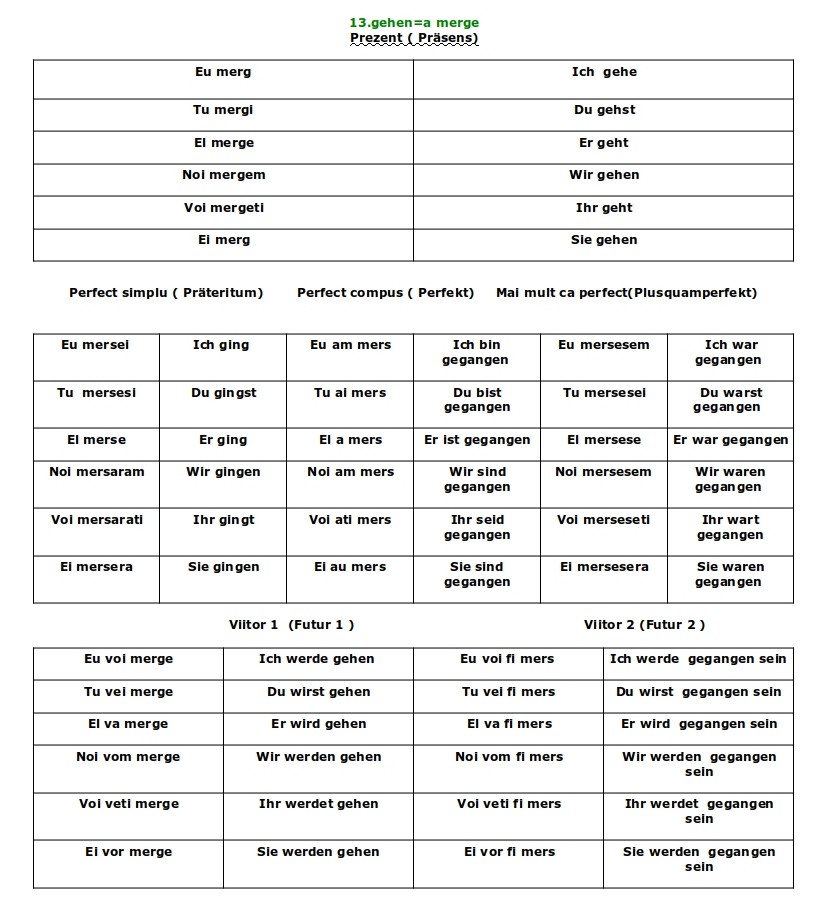 13.gehen=a merge
Prezent ( Präsens)
Eu merg Ich gehe
Tu mergi Du gehst
El merge Er geht
Noi mergem Wir gehen
Voi mergeti Ihr geht
Ei merg Sie gehen
Perfect simplu ( Präteritum) Perfect compus ( Perfekt) Mai mult ca perfect(Plusquamperfekt)
Eu mersei Ich ging Eu am mers Ich bin gegangen Eu mersesem Ich war gegangen
Tu mersesi Du gingst Tu ai mers Du bist gegangen Tu mersesei Du warst gegangen
El merse Er ging El a mers Er ist gegangen El mersese Er war gegangen
Noi mersaram Wir gingen Noi am mers Wir sind gegangen Noi mersesem Wir waren gegangen
Voi mersarati Ihr gingt Voi ati mers Ihr seid gegangen Voi merseseti Ihr wart gegangen
Ei mersera Sie gingen Ei au mers Sie sind gegangen Ei mersesera Sie waren gegangen
Viitor 1 (Futur 1 ) Viitor 2 (Futur 2 )
Eu voi merge Ich werde gehen Eu voi fi mers Ich werde gegangen sein
Tu vei merge Du wirst gehen Tu vei fi mers Du wirst gegangen sein
El va merge Er wird gehen El va fi mers Er wird gegangen sein
Noi vom merge Wir werden gehen Noi vom fi mers Wir werden gegangen sein
Voi veti merge Ihr werdet gehen Voi veti fi mers Ihr werdet gegangen sein
Ei vor merge Sie werden gehen Ei vor fi mers Sie werden gegangen sein